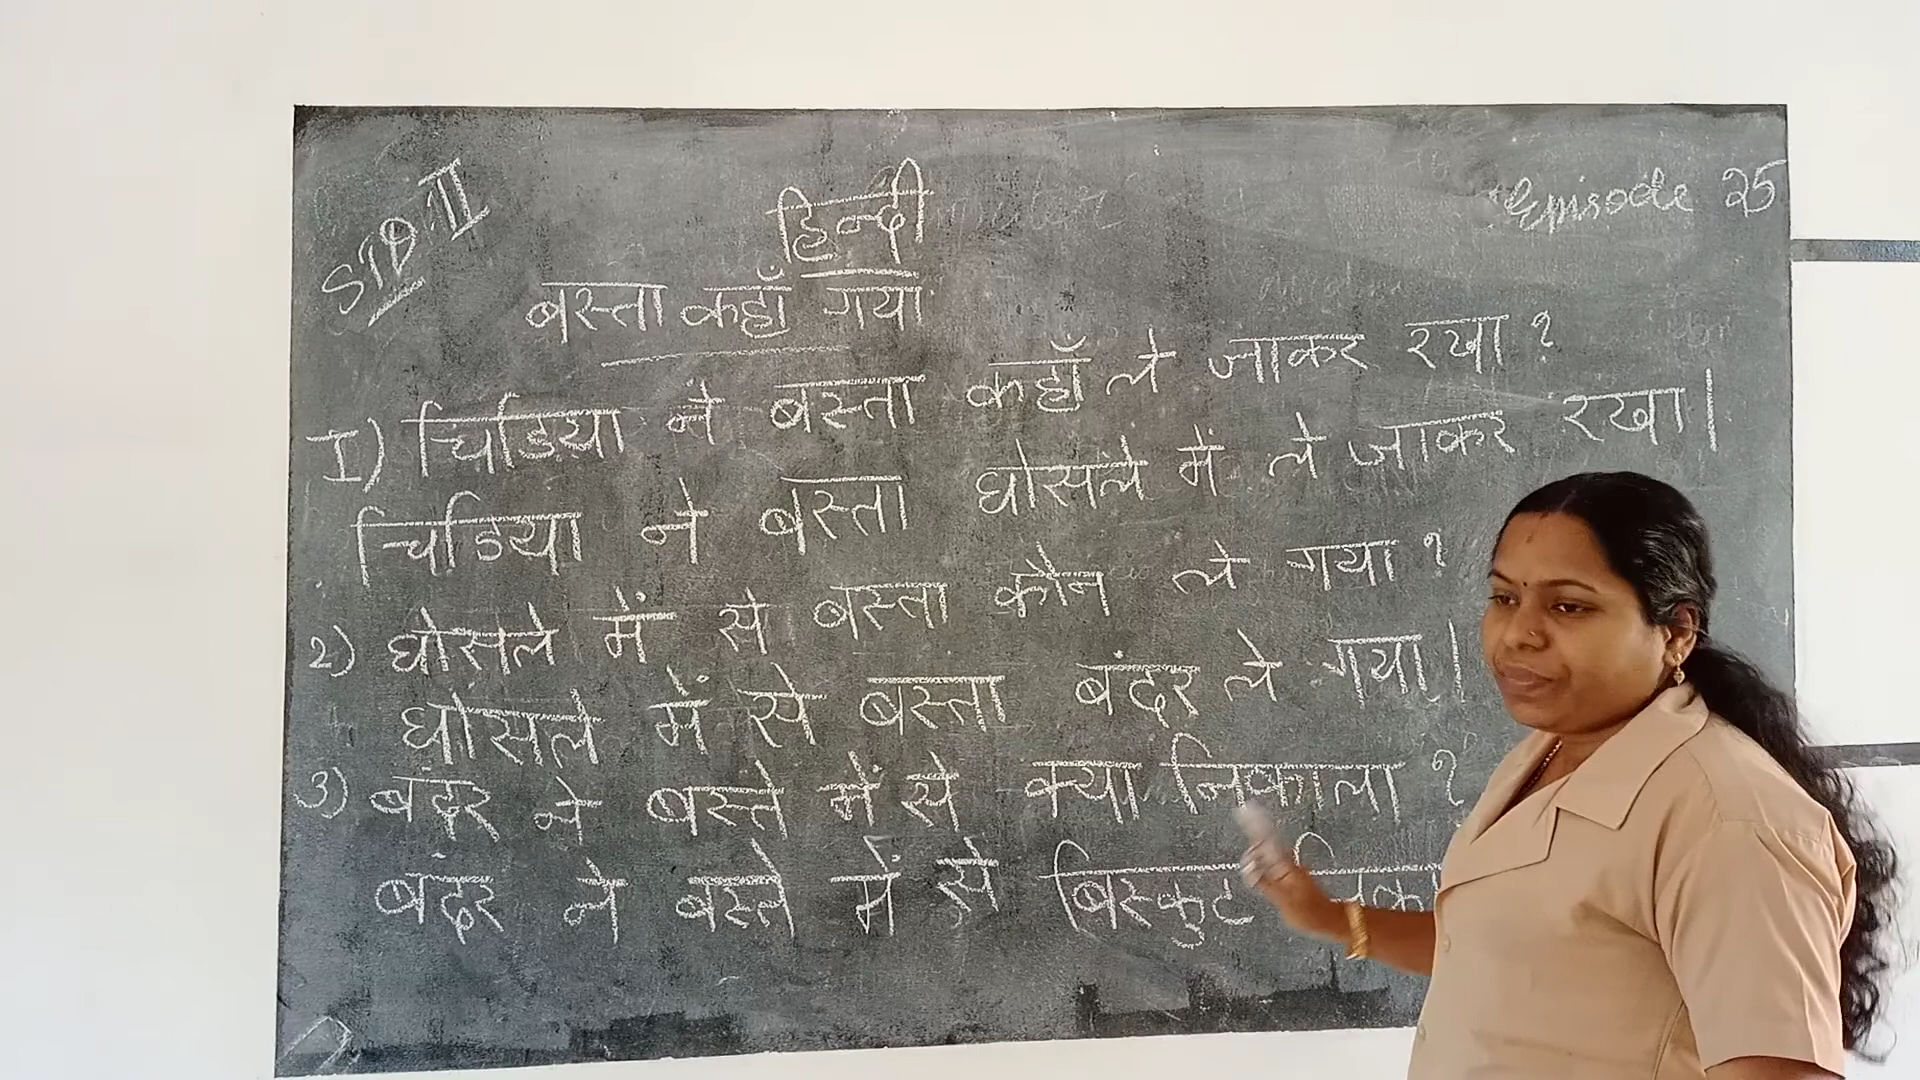 STD II
Episode 25
हिन्दी
बस्ता कहाँ गया
1) चिडिया ने बस्ता कहाँ ले जाकर रखा ?
चिडिया ने बस्ता घोसले में ले जाकर रखा।
2) घोसले में से बस्ता कौन ले गया ?
घोसले में से बस्ता बंदर ले गया।
3) बंदर ने बस्ते में से क्या निकाला ?
बंदर ने बस्ते में से बिस्कुट